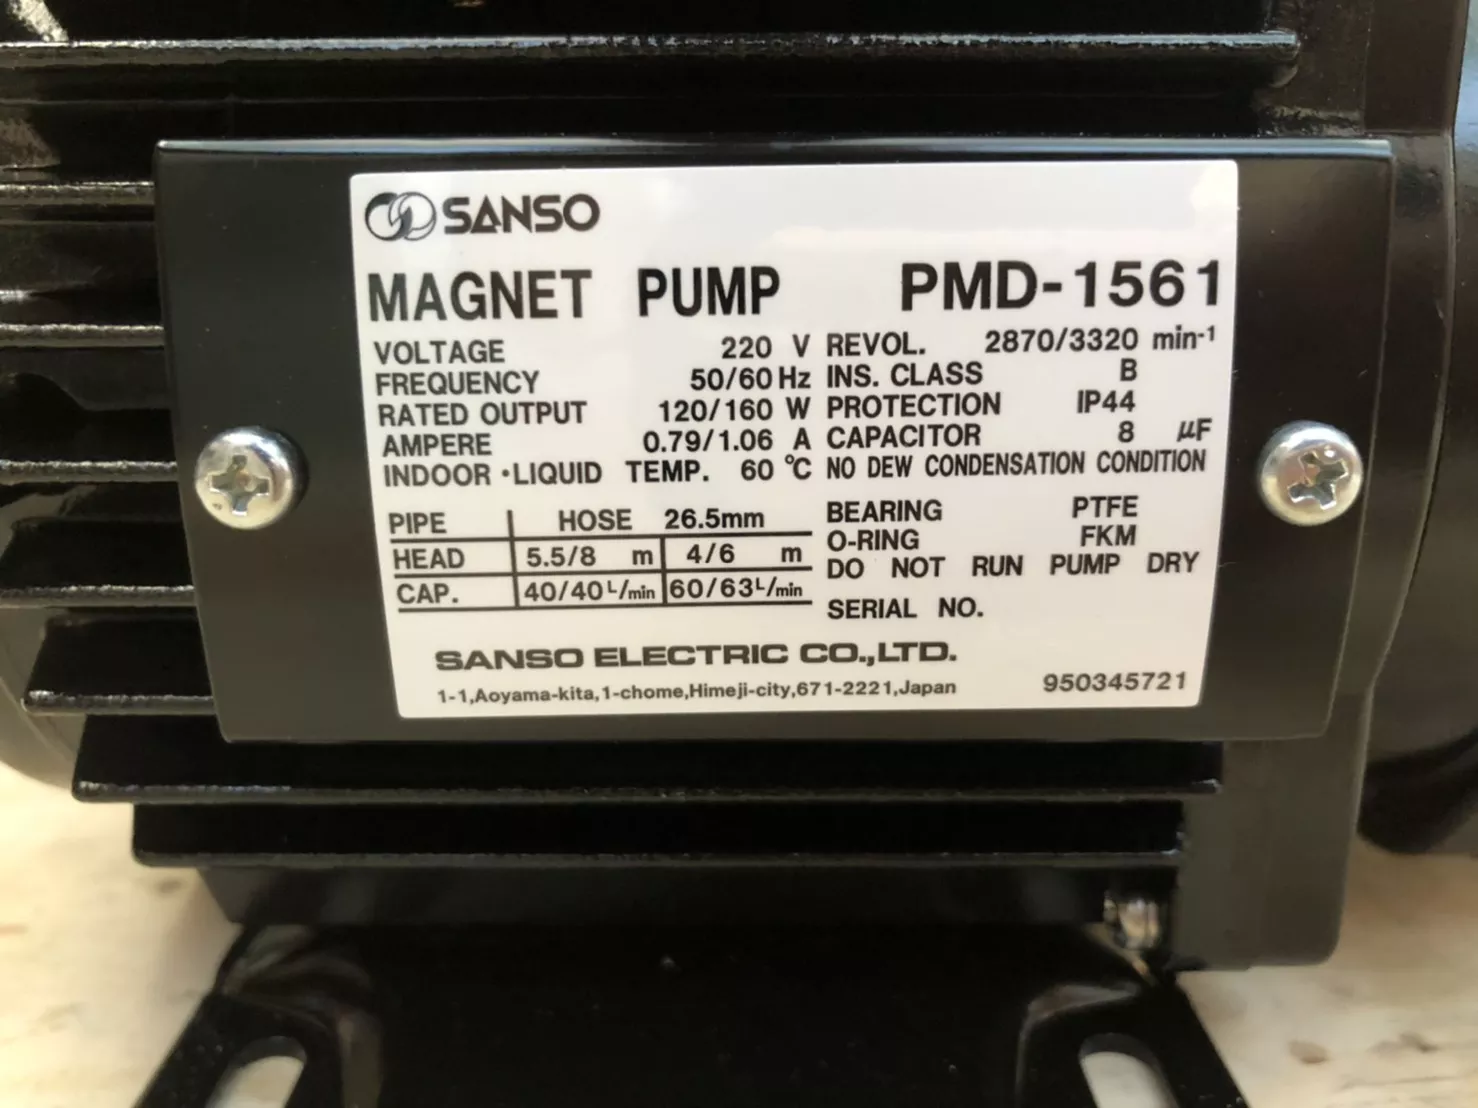 SANSO
MAGNET PUMP PMD-1561
VOLTAGE 220 V
FREQUENCY 50/60 Hz
RATED OUTPUT 120/160 W
AMPERE 0.79/1.06 A
INDOOR・LIQUID TEMP. 60 ℃
PIPE HOSE 26.5mm
HEAD 5.5/8 m 4/6 m
CAP. 40/40 L/min 60/63 L/min
REVOL. 2870/3320 min-1
INS. CLASS B
PROTECTION IP44
CAPACITOR 8 μF
NO DEW CONDENSATION CONDITION
BEARING PTFE
O-RING FKM
DO NOT RUN PUMP DRY
SERIAL NO.
SANSO ELECTRIC CO.,LTD.
1-1,Aoyama-kita,1-chome,Himeji-city,671-2221,Japan
950345721